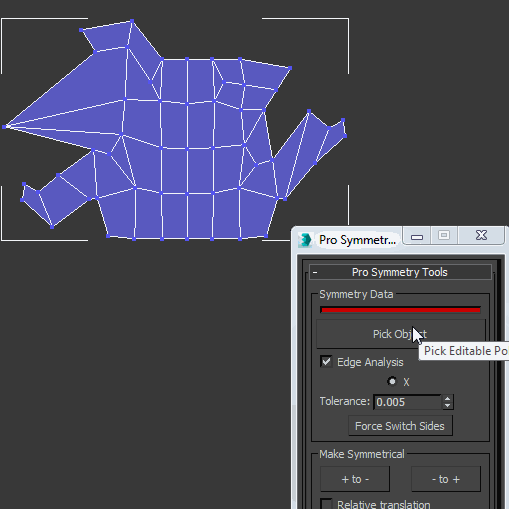 Pro Symmetr...
- Pro Symmetry Tools
Symmetry Data
Pick Object
Pick Editable Po
Edge Analysis
X
Tolerance: 0.005
Force Switch Sides
Make Symmetrical
+ to - - to +
Relative translation